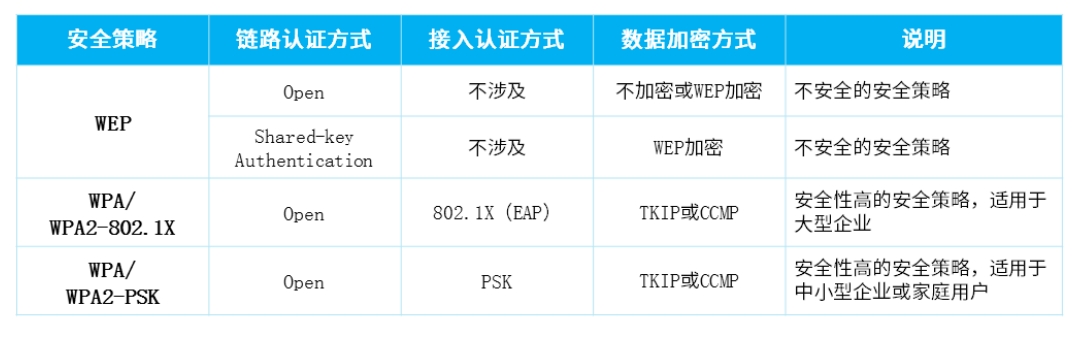 安全策略 链路认证方式 接入认证方式 数据加密方式 说明
WEP
Open 不涉及 不加密或WEP加密 不安全的安全策略
Shared-key
Authentication
不涉及 WEP加密 不安全的安全策略
WPA/
WPA2-802.1X
Open 802.1X (EAP) TKIP或CCMP
安全性高的安全策略，适用于
大型企业
WPA/
WPA2-PSK
Open PSK TKIP或CCMP
安全性高的安全策略，适用于
中小型企业或家庭用户